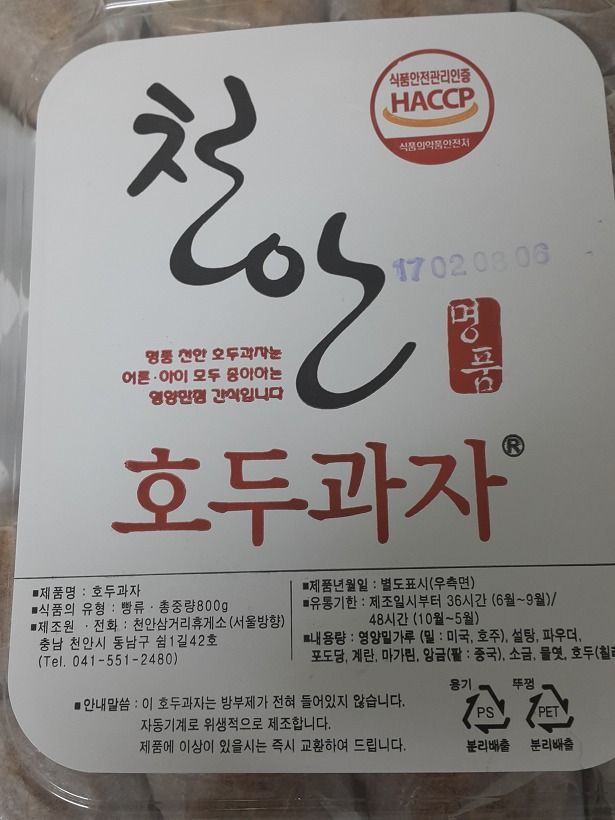 식품안전관리인증
HACCP
식품의약품안전처
천안
17 02 08 06
명품
명품 천안 호두과자는
어른·아이 모두 좋아하는
영양만점 간식입니다
호두과자®
■제품명 : 호두과자
■식품의 유형 : 빵류 · 총중량800g
■제조원 · 전화 : 천안삼거리휴게소(서울방향)
충남 천안시 동남구 쉼1길42호
(Tel. 041-551-2480)
■제품년월일 : 별도표시(우측면)
■유통기한 : 제조일시부터 36시간 (6월~9월)/
48시간 (10월~5월)
■내용량 : 영양밀가루 (밀 : 미국, 호주), 설탕, 파우더,
포도당, 계란, 마가린, 앙금(팥 : 중국), 소금, 물엿, 호두(칠레
■ 안내말씀 : 이 호두과자는 방부제가 전혀 들어있지 않습니다.
자동기계로 위생적으로 제조합니다.
제품에 이상이 있을시는 즉시 교환하여 드립니다.
용기 뚜껑
PS PET
분리배출 분리배출